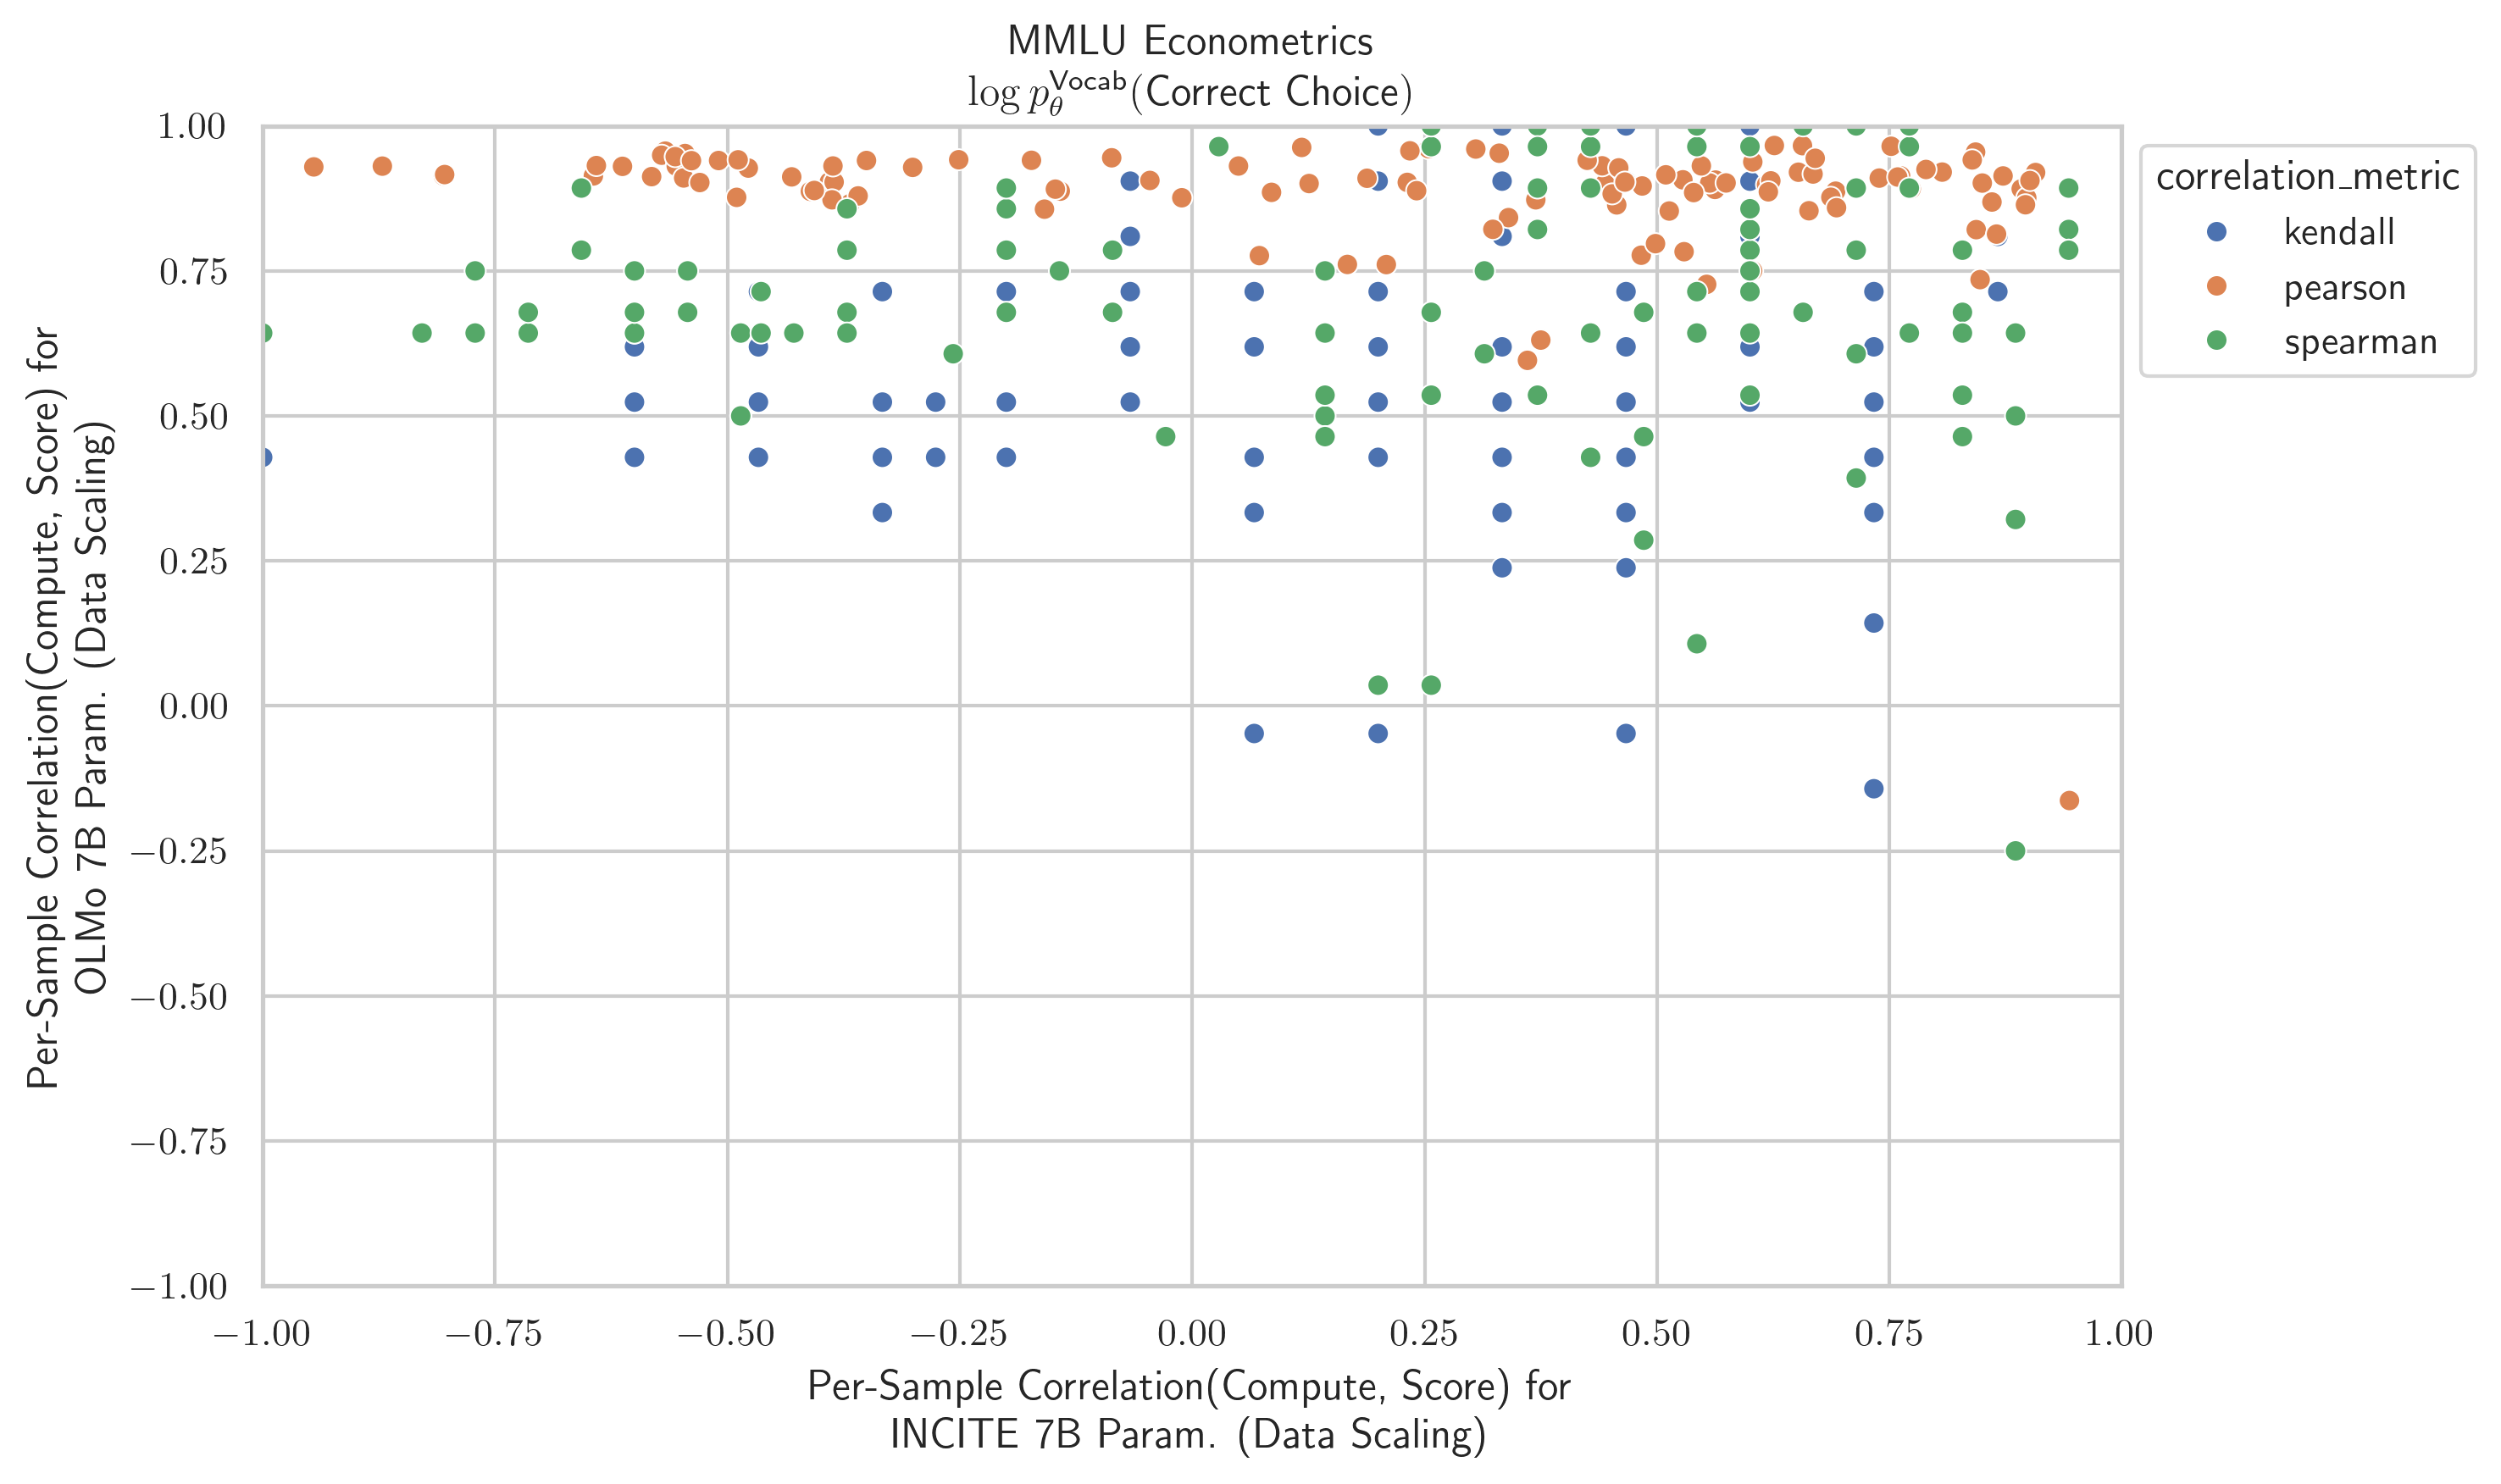 MMLU Econometrics
log p_θ^Vocab(Correct Choice)
Per-Sample Correlation(Compute, Score) for
OLMo 7B Param. (Data Scaling)
1.00
0.75
0.50
0.25
0.00
−0.25
−0.50
−0.75
−1.00
−1.00 −0.75 −0.50 −0.25 0.00 0.25 0.50 0.75 1.00
Per-Sample Correlation(Compute, Score) for
INCITE 7B Param. (Data Scaling)
correlation_metric
kendall
pearson
spearman